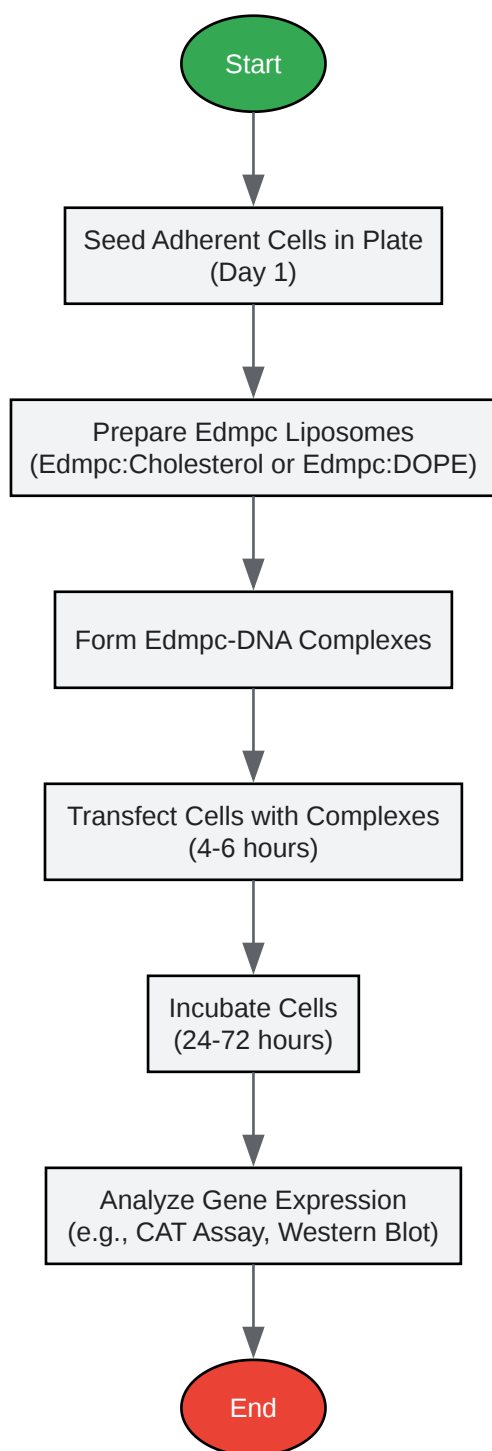 Start
Seed Adherent Cells in Plate
(Day 1)
Prepare Edmpc Liposomes
(Edmpc:Cholesterol or Edmpc:DOPE)
Form Edmpc-DNA Complexes
Transfect Cells with Complexes
(4-6 hours)
Incubate Cells
(24-72 hours)
Analyze Gene Expression
(e.g., CAT Assay, Western Blot)
End